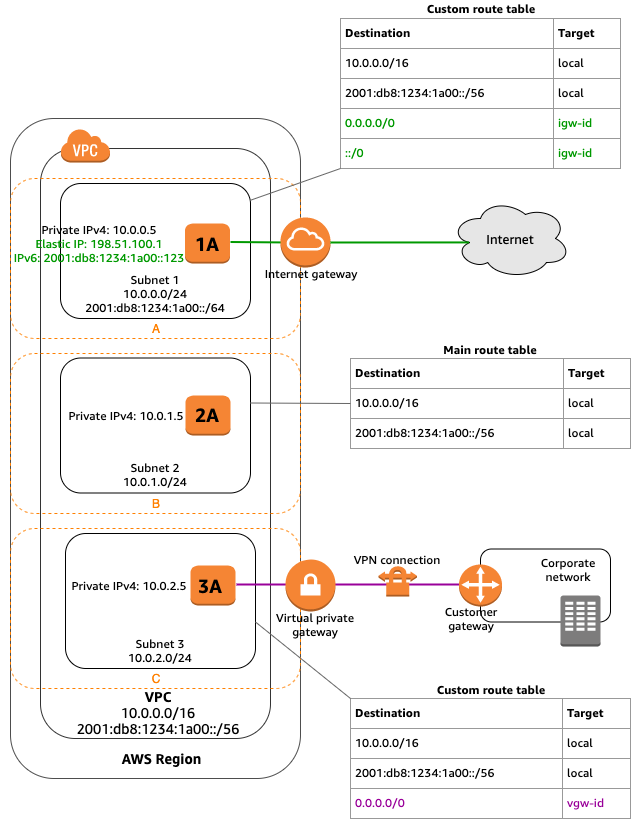 Custom route table
Destination Target
10.0.0.0/16 local
2001:db8:1234:1a00::/56 local
0.0.0.0/0 igw-id
::/0 igw-id
VPC
Private IPv4: 10.0.0.5
Elastic IP: 198.51.100.1
IPv6: 2001:db8:1234:1a00::123
1A
Internet gateway
Internet
Subnet 1
10.0.0.0/24
2001:db8:1234:1a00::/64
A
Main route table
Destination Target
10.0.0.0/16 local
2001:db8:1234:1a00::/56 local
Private IPv4: 10.0.1.5
2A
Subnet 2
10.0.1.0/24
B
Private IPv4: 10.0.2.5
3A
Virtual private
gateway
VPN connection
Customer
gateway
Corporate
network
Subnet 3
10.0.2.0/24
C
VPC
10.0.0.0/16
2001:db8:1234:1a00::/56
AWS Region
Custom route table
Destination Target
10.0.0.0/16 local
2001:db8:1234:1a00::/56 local
0.0.0.0/0 vgw-id